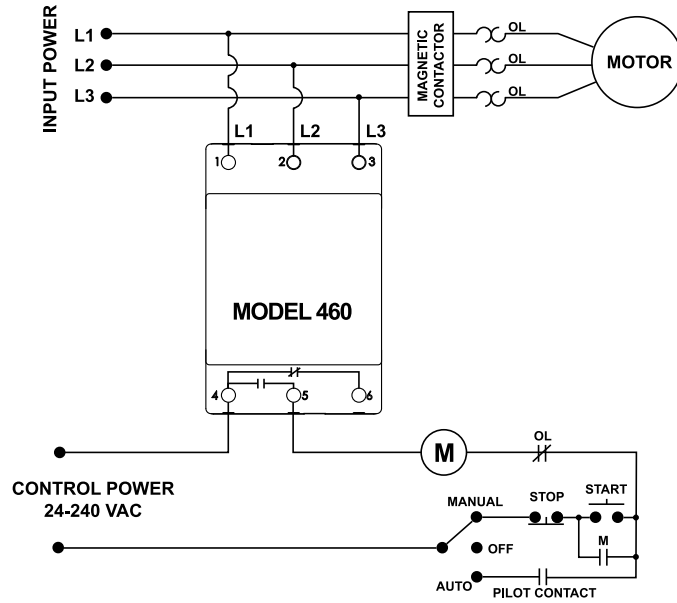 INPUT POWER
L1
L2
L3
MAGNETIC
CONTACTOR
OL
OL
OL
MOTOR
L1 L2 L3
1 2 3
MODEL 460
4 5 6
M
OL
CONTROL POWER
24-240 VAC
MANUAL
STOP
START
OFF
M
AUTO
PILOT CONTACT